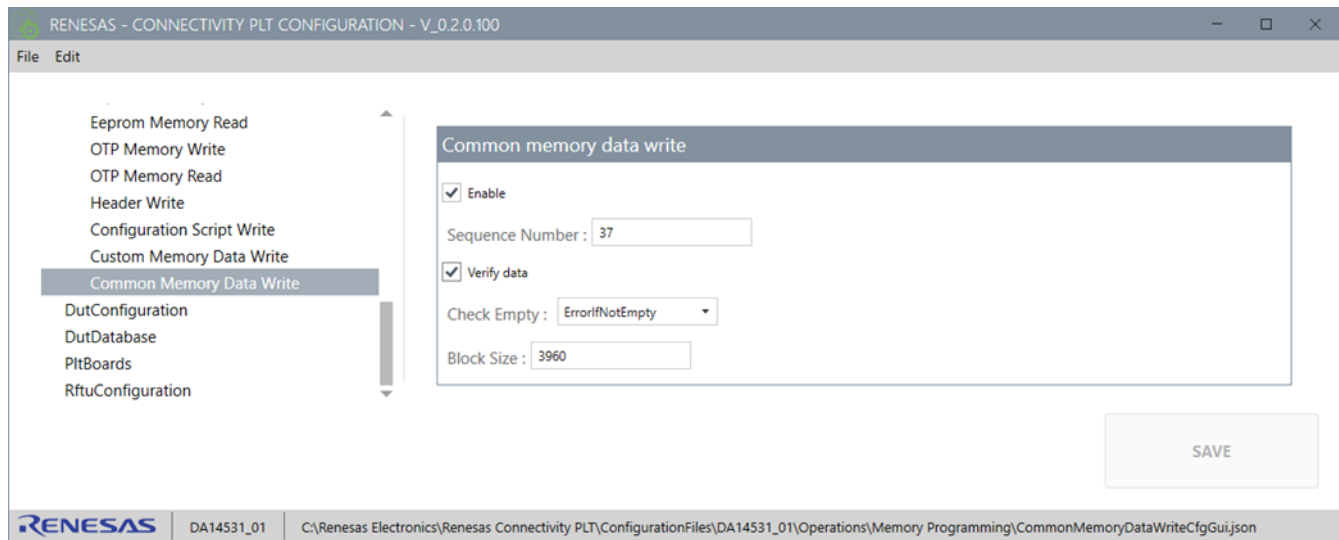 RENESAS - CONNECTIVITY PLT CONFIGURATION - V_0.2.0.100
File Edit
Eeprom Memory Read
OTP Memory Write
OTP Memory Read
Header Write
Configuration Script Write
Custom Memory Data Write
Common Memory Data Write
DutConfiguration
DutDatabase
PltBoards
RftuConfiguration
Common memory data write
Enable
Sequence Number : 37
Verify data
Check Empty : ErrorIfNotEmpty
Block Size : 3960
SAVE
RENESAS DA14531_01 C:\Renesas Electronics\Renesas Connectivity PLT\ConfigurationFiles\DA14531_01\Operations\Memory Programming\CommonMemoryDataWriteCfgGui.json